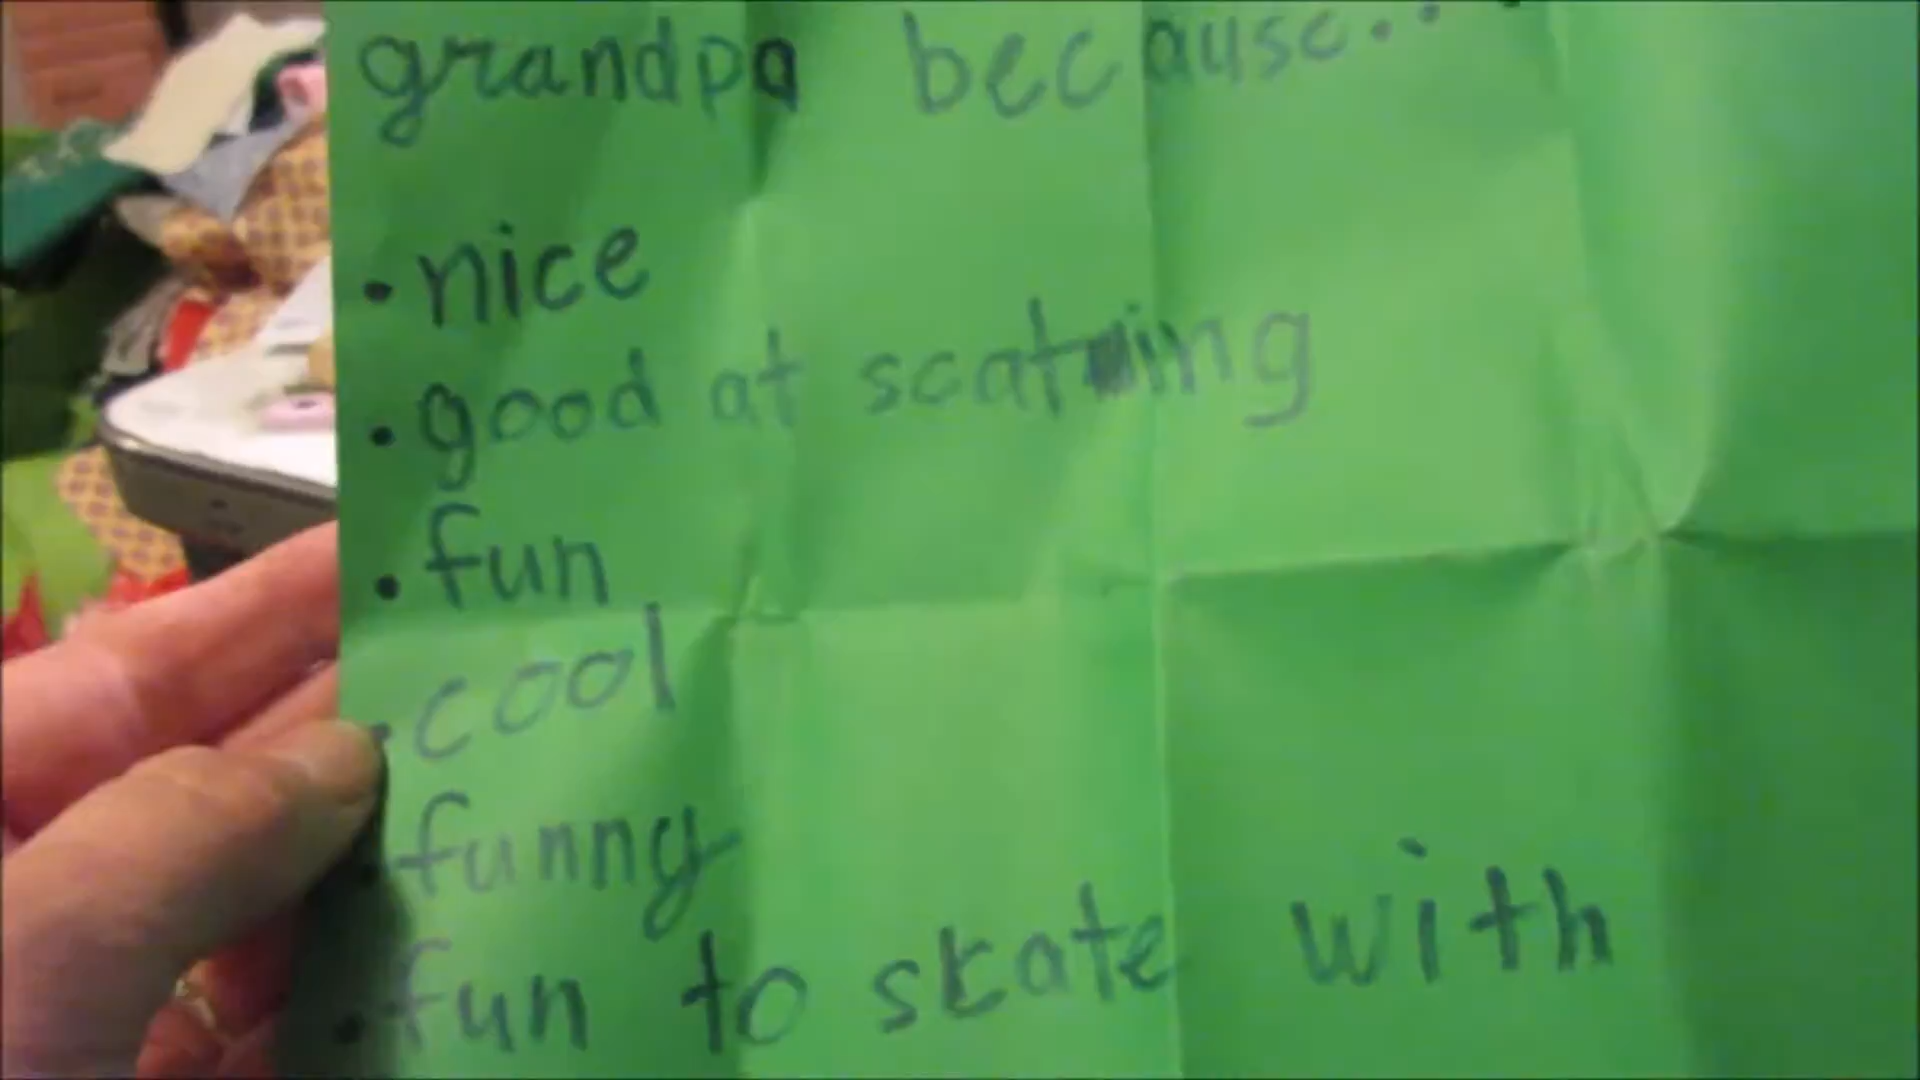 grandpa because...
• nice
• good at scating
• fun
• cool
• funny
• fun to skate with